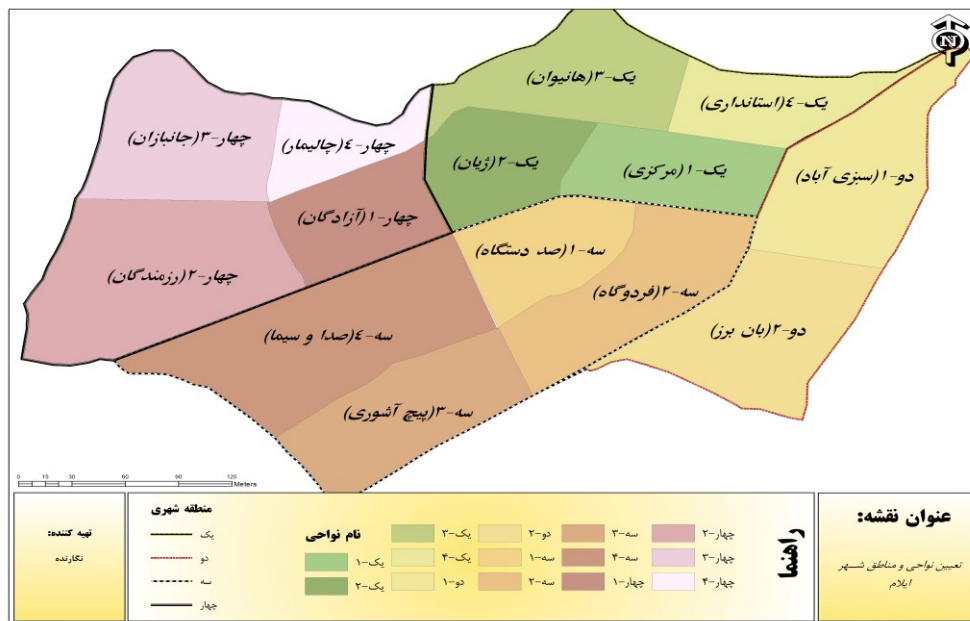 N
یک-۳(هانیوان)
یک-۴(استانداری)
چهار-۳(جانبازان)
چهار-۴(چالیمار)
یک-۲(ژیان)
یک-۱(مرکزی)
دو-۱(سبزی آباد)
چهار-۱(آزادگان)
سه-۱(صد دستگاه)
چهار-۲(رزمندگان)
سه-۲(فردوگاه)
سه-۴(صدا و سیما)
دو-۲(بان برز)
سه-۳(پیچ آشوری)
0 15 30 60 90 120
Meters
عنوان نقشه:
تعیین نواحی و مناطق شهر
ایلام
راهنما
نام نواحی
یک-۱
یک-۲
یک-۳
یک-۴
دو-۱
دو-۲
سه-۱
سه-۲
سه-۳
سه-۴
چهار-۱
چهار-۲
چهار-۳
چهار-۴
منطقه شهری
یک
دو
سه
چهار
تهیه کننده:
نگارنده